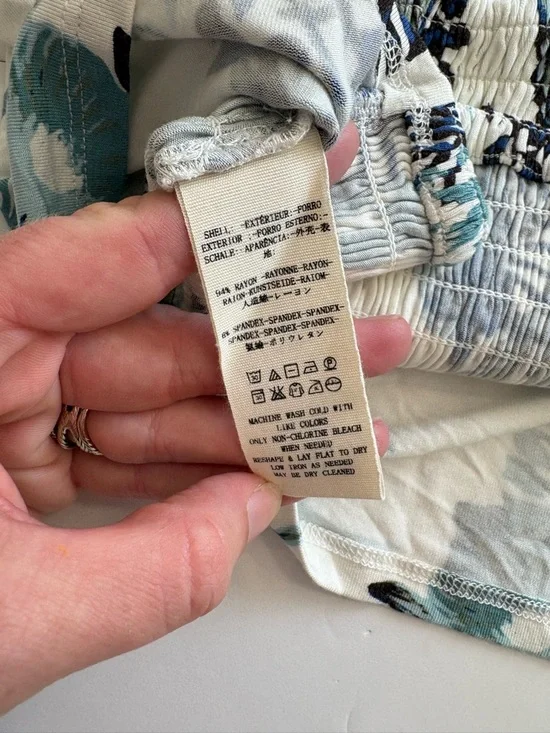 SHELL: -EXTÉRIEUR:-FORRO
EXTERIOR :-FORRO ESTERNO:-
SCHALE: APARÊNCIA:-外売-表
地:
94% RAYON -RAYONNE-RAYON-
RAION-KUNSTSEIDE-RAIOM-
人造絲-レーヨン
6% SPANDEX-SPANDEX-SPANDEX-
SPANDEX-SPANDEX-SPANDEX-
氨綸-ポリウレタン
MACHINE WASH COLD WITH
LIKE COLORS
ONLY NON-CHLORINE BLEACH
WHEN NEEDED
RESHAPE & LAY FLAT TO DRY
LOW IRON AS NEEDED
MAY BE DRY CLEANED